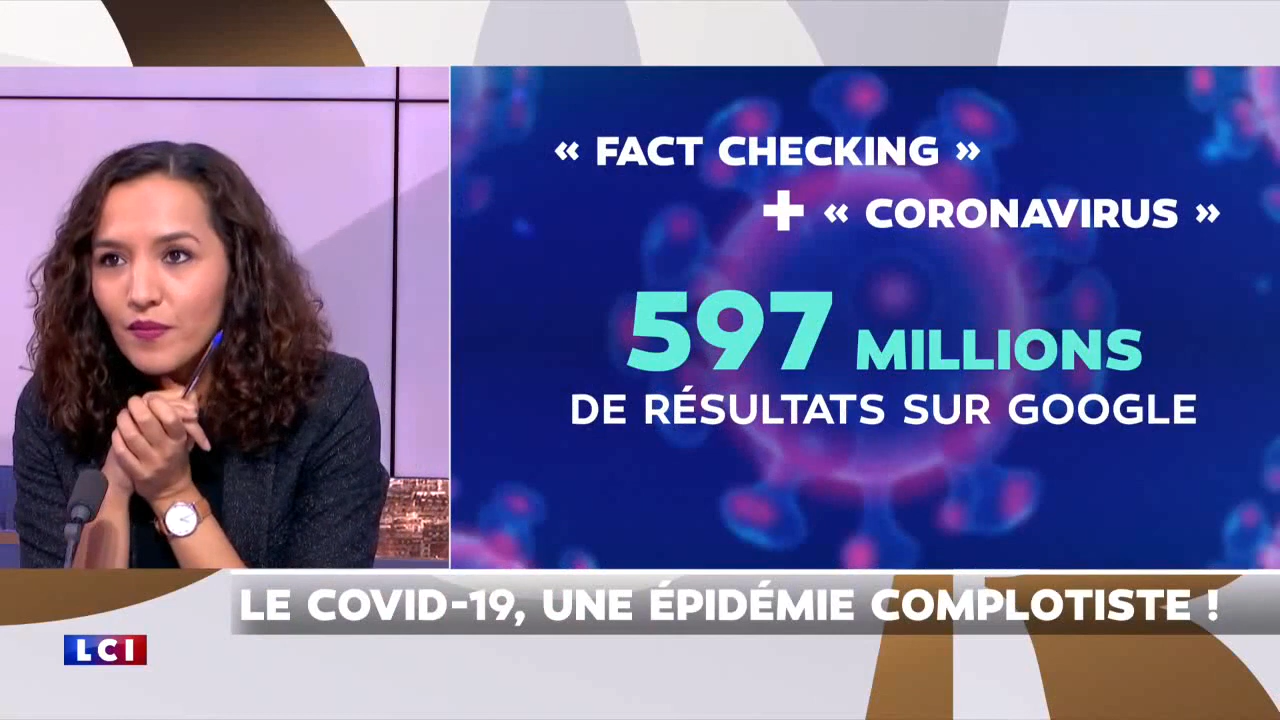 « FACT CHECKING »
+ « CORONAVIRUS »
597 MILLIONS
DE RÉSULTATS SUR GOOGLE
LE COVID-19, UNE ÉPIDÉMIE COMPLOTISTE !
LCI